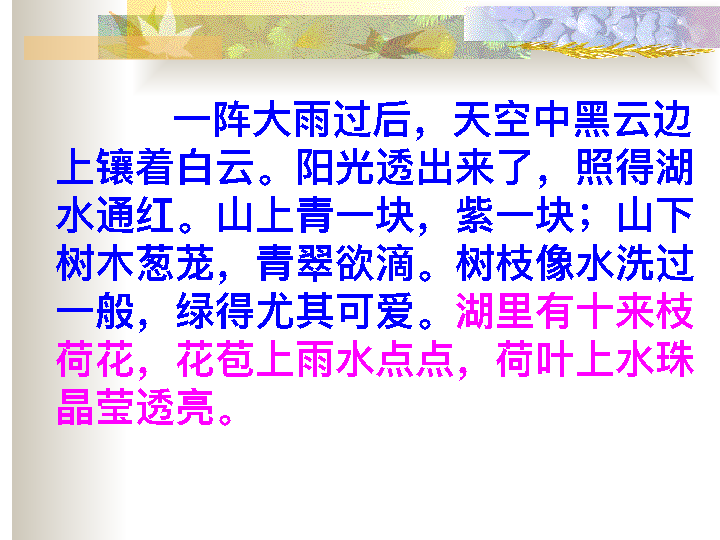 一阵大雨过后，天空中黑云边
上镶着白云。阳光透出来了，照得湖
水通红。山上青一块，紫一块；山下
树木葱茏，青翠欲滴。树枝像水洗过
一般，绿得尤其可爱。湖里有十来枝
荷花，花苞上雨水点点，荷叶上水珠
晶莹透亮。